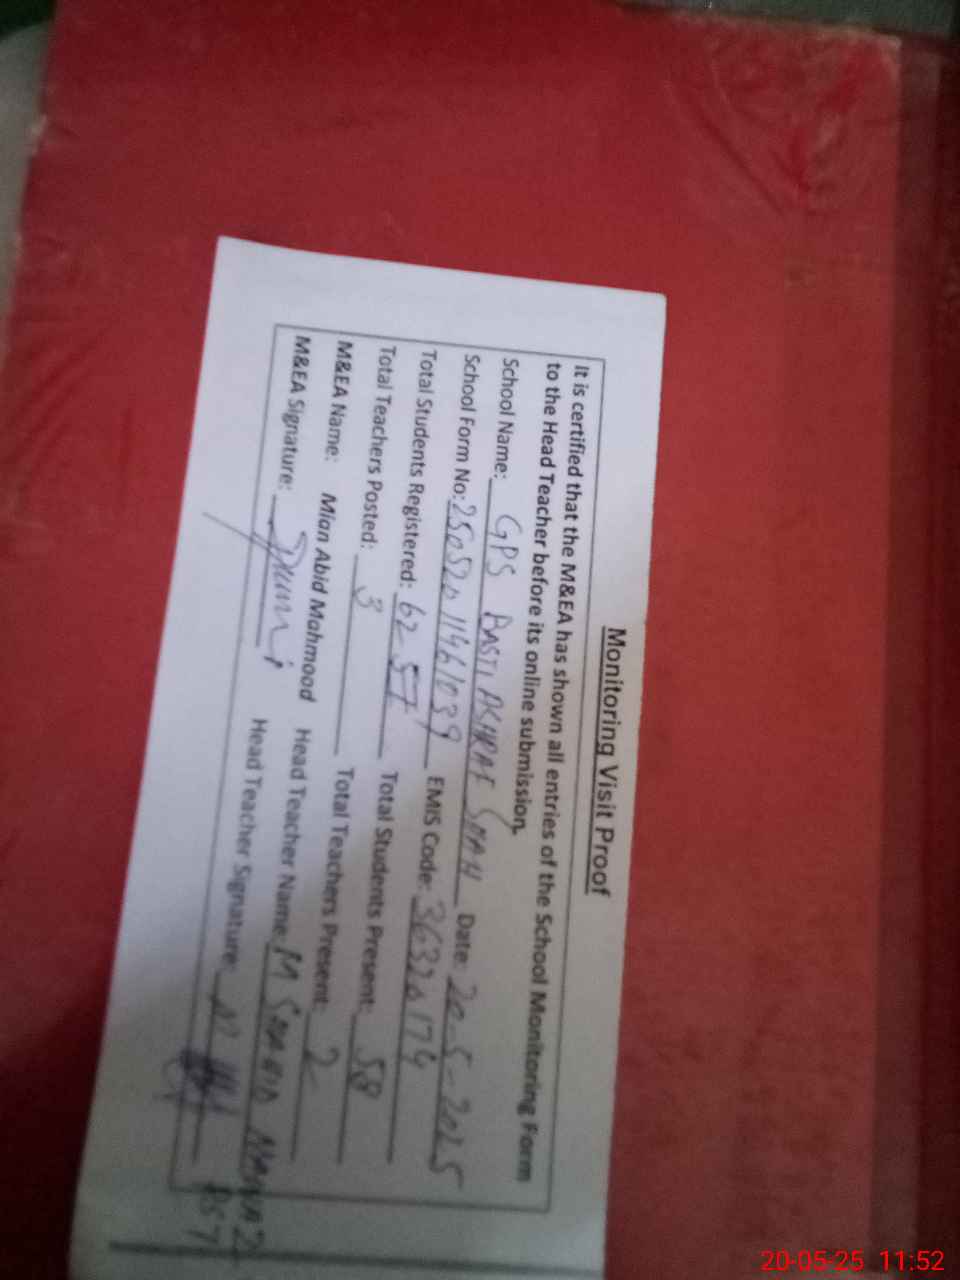 Monitoring Visit Proof
It is certified that the M&EA has shown all entries of the School Monitoring Form
to the Head Teacher before its online submission.
School Name: GPS BASTI ASHRAF SHAH Date: 20-5-2025
School Form No: 250520 1146 1039 EMIS Code: 36320174
Total Students Registered: 62 57 Total Students Present: 58
Total Teachers Posted: 3 Total Teachers Present: 2
M&EA Name: Mian Abid Mahmood Head Teacher Name: M
M&EA Signature: Head Teacher Signature:
20-05-25 11:52